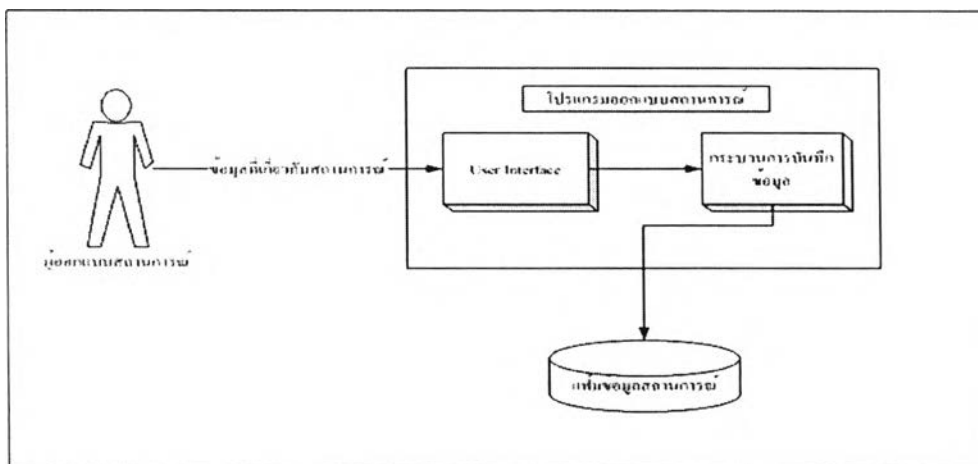 โปรแกรมออกแบบสถานการณ์
ข้อมูลที่เกี่ยวกับสถานการณ์
User Interface
กระบวนการบันทึก
ข้อมูล
ผู้ออกแบบสถานการณ์
แฟ้มข้อมูลสถานการณ์